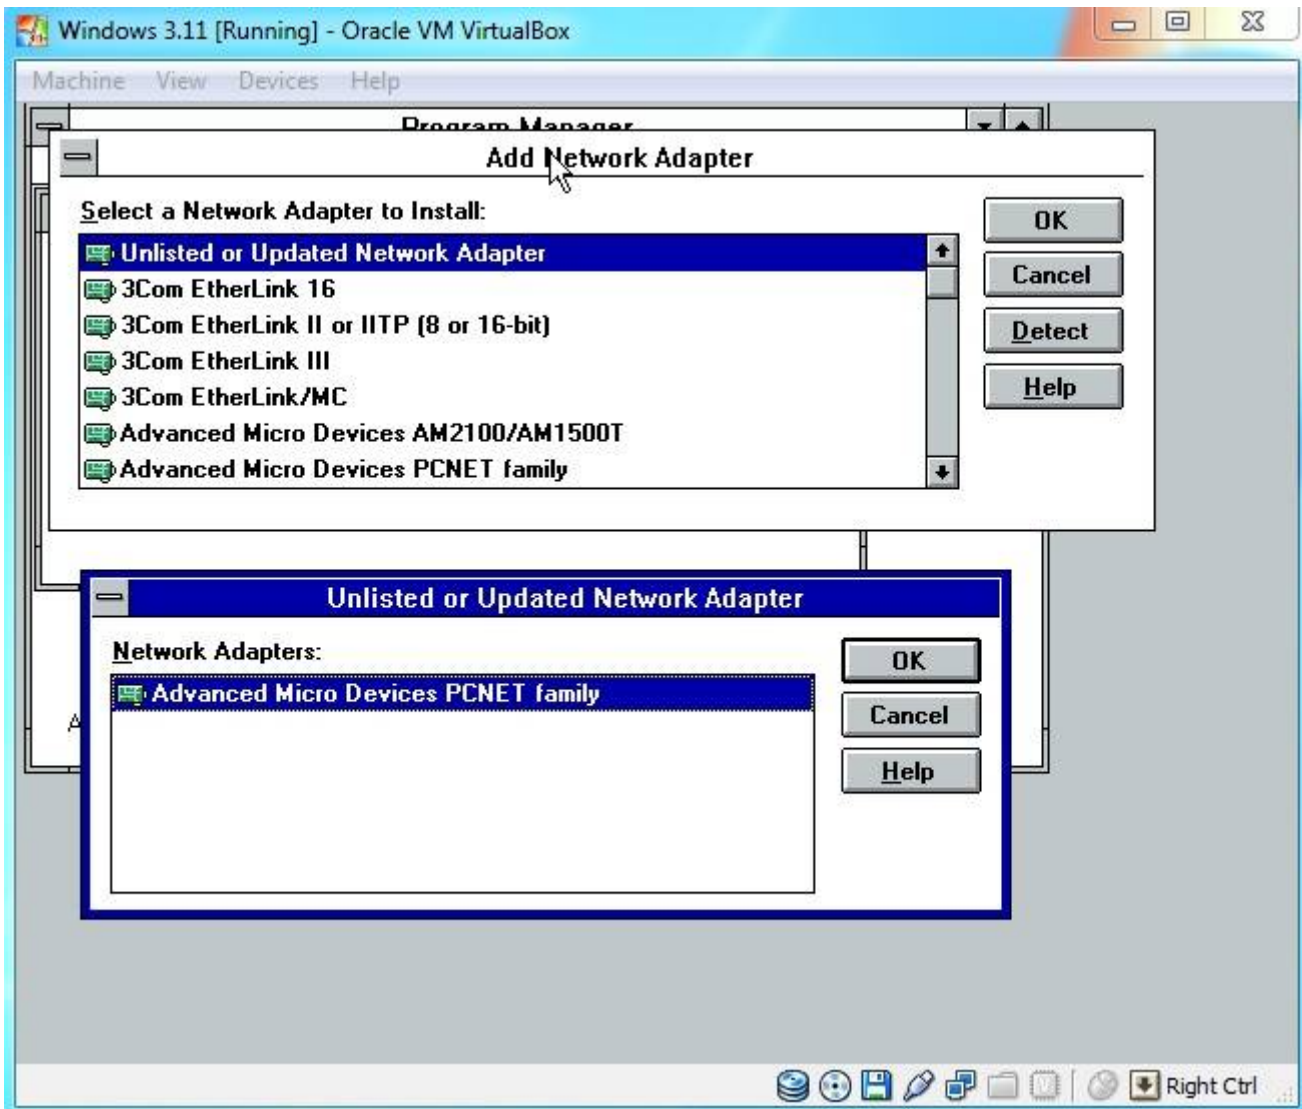 Windows 3.11 [Running] - Oracle VM VirtualBox
Machine View Devices Help
Program Manager
Add Network Adapter
Select a Network Adapter to Install:
Unlisted or Updated Network Adapter
3Com EtherLink 16
3Com EtherLink II or IITP (8 or 16-bit)
3Com EtherLink III
3Com EtherLink/MC
Advanced Micro Devices AM2100/AM1500T
Advanced Micro Devices PCNET family
OK
Cancel
Detect
Help
Unlisted or Updated Network Adapter
Network Adapters:
Advanced Micro Devices PCNET family
OK
Cancel
Help
A
Right Ctrl